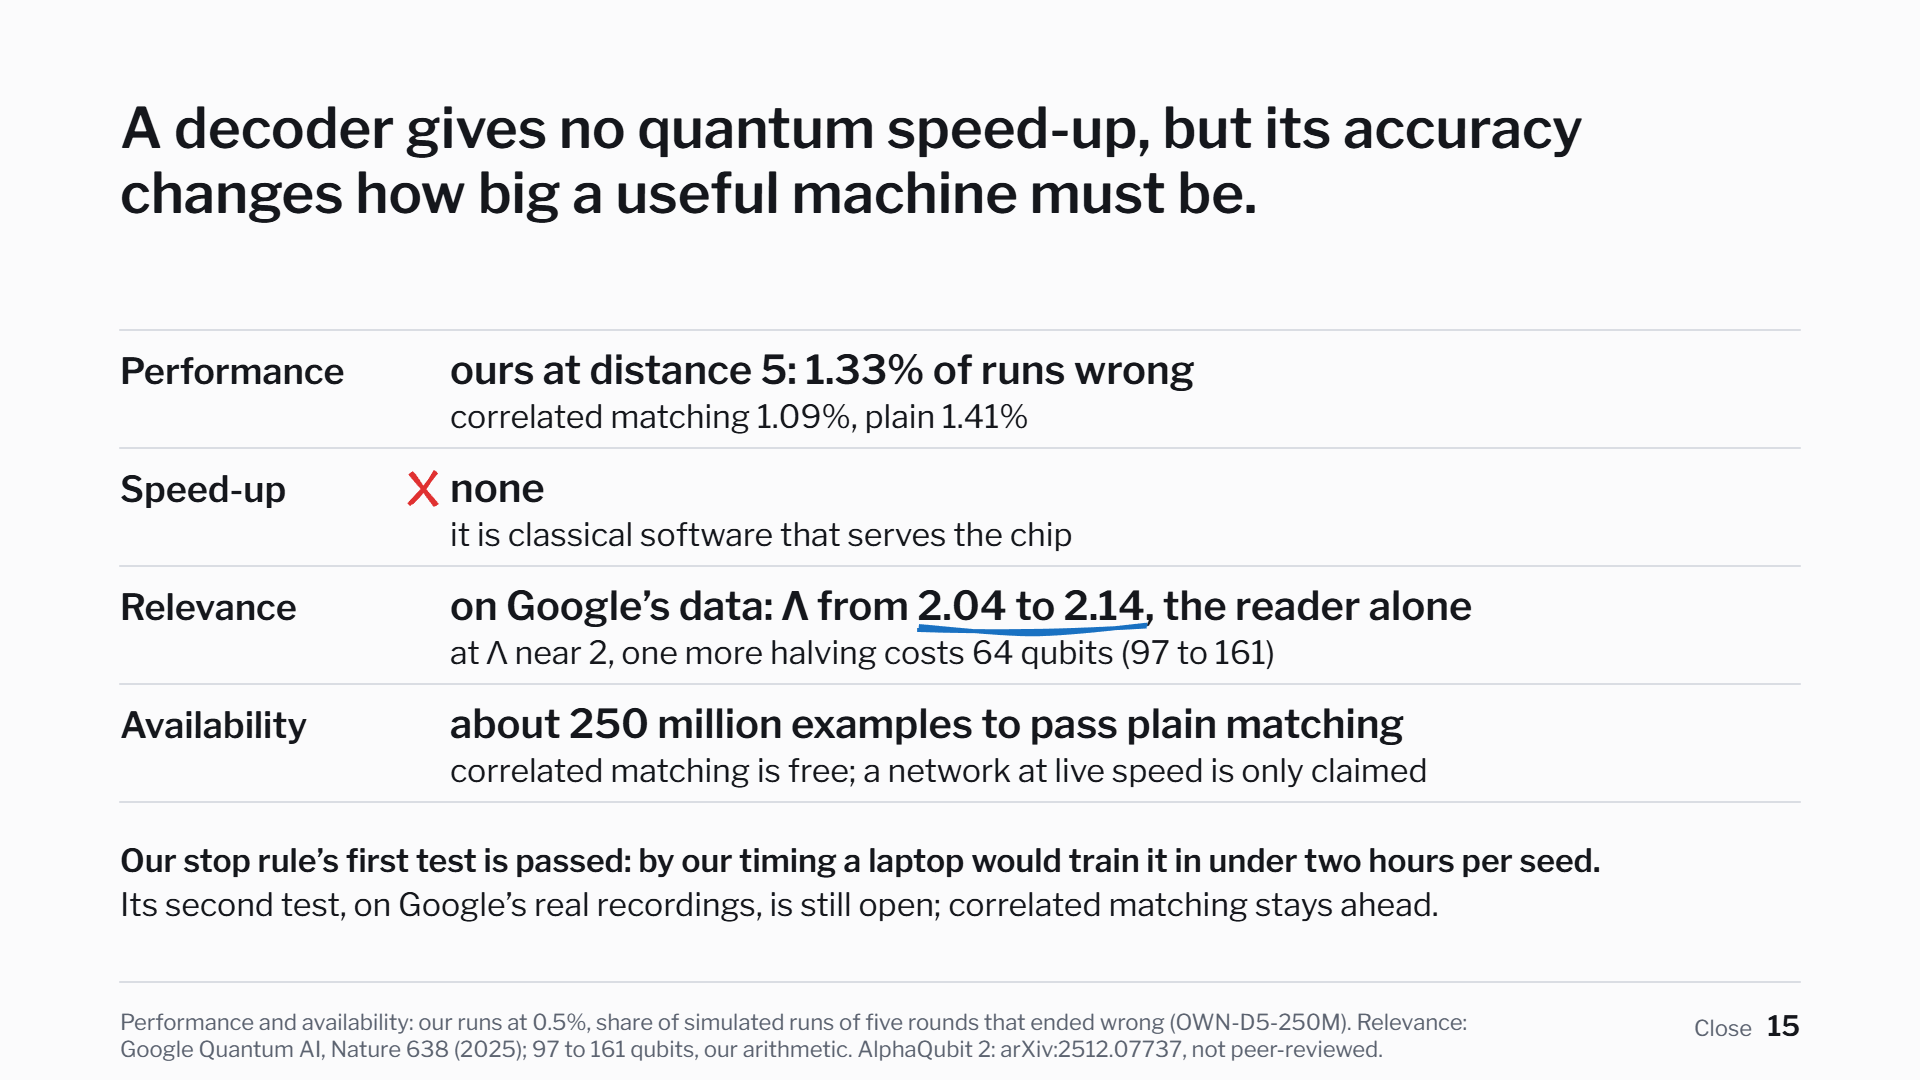 A decoder gives no quantum speed-up, but its accuracy
changes how big a useful machine must be.
Performance
ours at distance 5: 1.33% of runs wrong
correlated matching 1.09%, plain 1.41%
Speed-up
none
it is classical software that serves the chip
Relevance
on Google’s data: Λ from 2.04 to 2.14, the reader alone
at Λ near 2, one more halving costs 64 qubits (97 to 161)
Availability
about 250 million examples to pass plain matching
correlated matching is free; a network at live speed is only claimed
Our stop rule’s first test is passed: by our timing a laptop would train it in under two hours per seed.
Its second test, on Google’s real recordings, is still open; correlated matching stays ahead.
Performance and availability: our runs at 0.5%, share of simulated runs of five rounds that ended wrong (OWN-D5-250M). Relevance:
Google Quantum AI, Nature 638 (2025); 97 to 161 qubits, our arithmetic. AlphaQubit 2: arXiv:2512.07737, not peer-reviewed.
Close 15